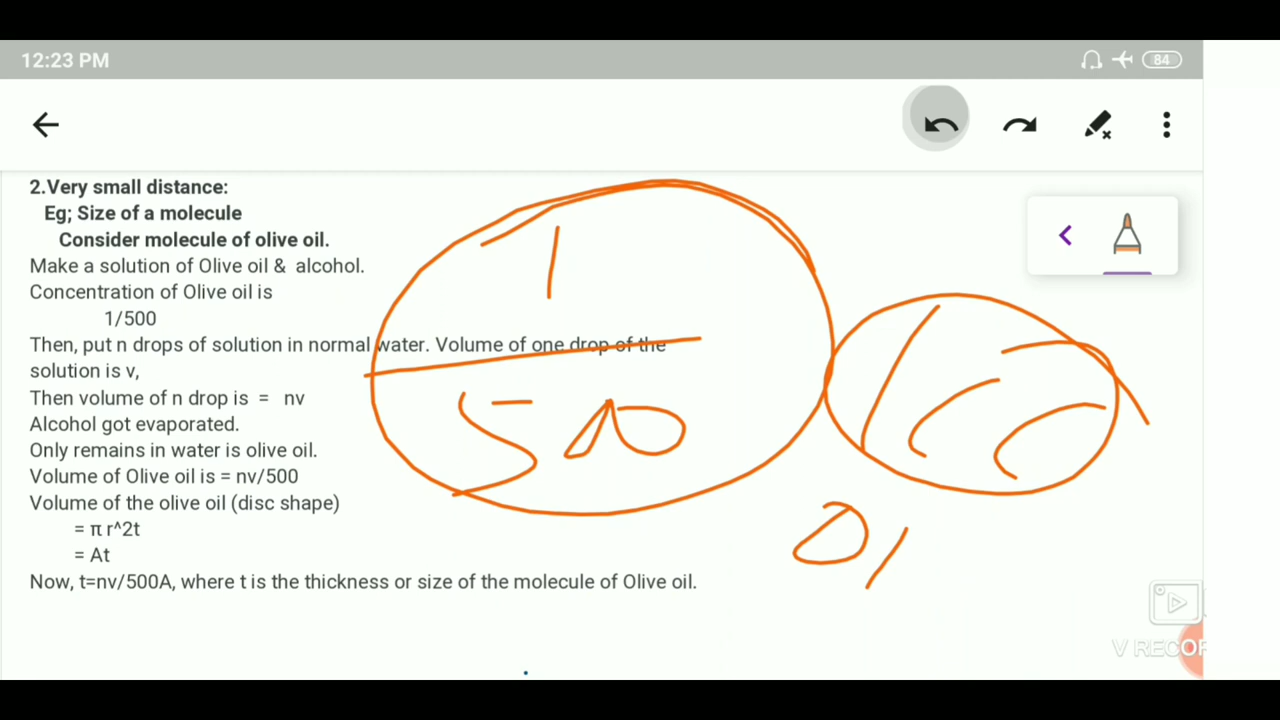 12:23 PM
84
2.Very small distance:
Eg; Size of a molecule
Consider molecule of olive oil.
Make a solution of Olive oil & alcohol.
Concentration of Olive oil is
1/500
Then, put n drops of solution in normal water. Volume of one drop of the
solution is v,
Then volume of n drop is = nv
Alcohol got evaporated.
Only remains in water is olive oil.
Volume of Olive oil is = nv/500
Volume of the olive oil (disc shape)
= π r^2t
= At
Now, t=nv/500A, where t is the thickness or size of the molecule of Olive oil.
1
500
V RECOR